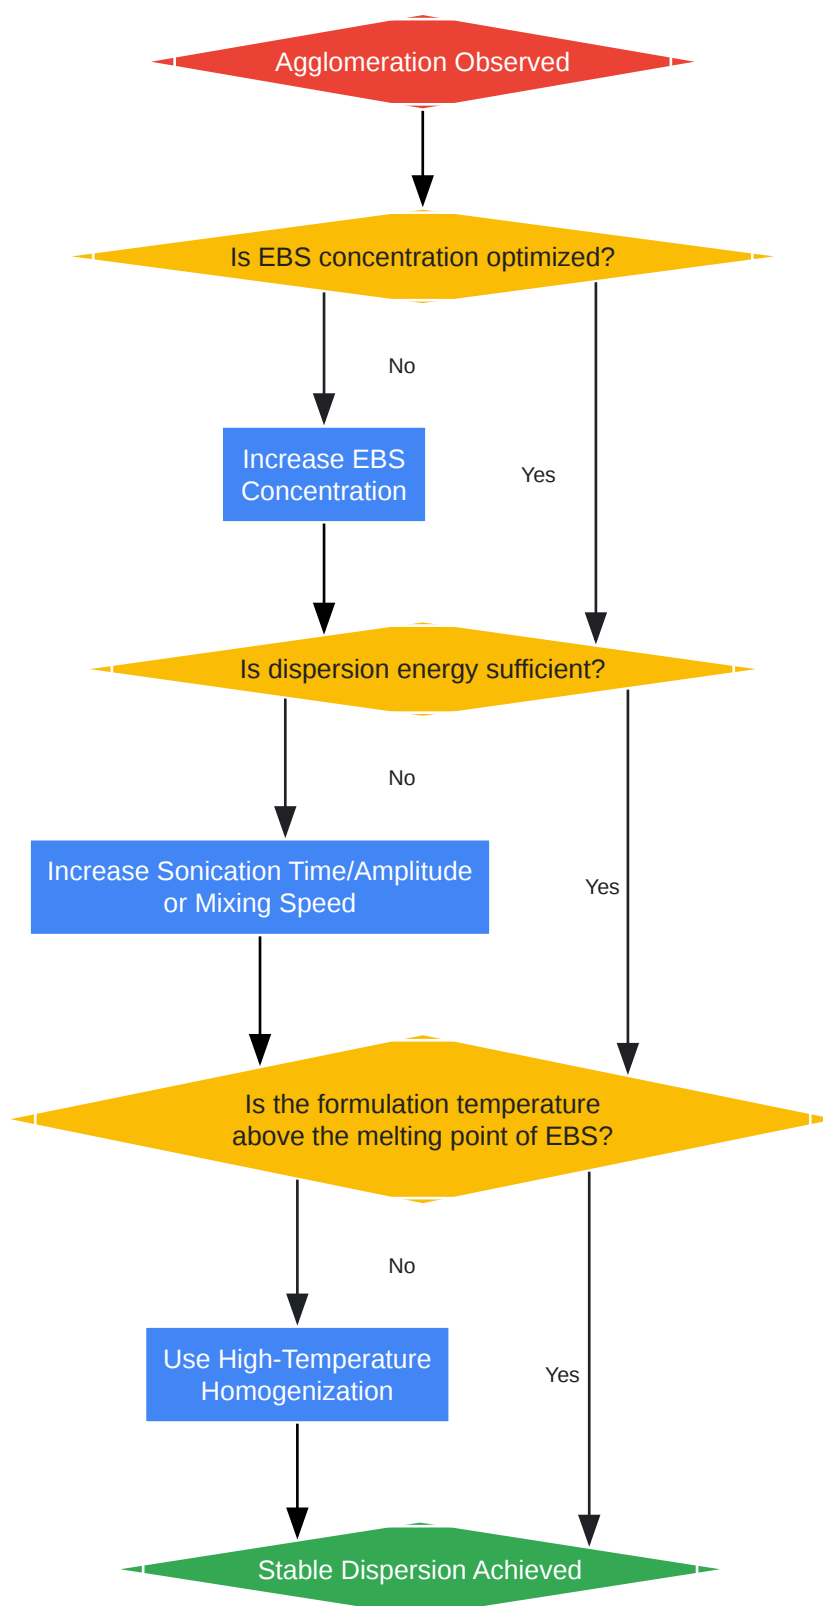 Agglomeration Observed
Is EBS concentration optimized?
No
Increase EBS
Concentration
Yes
Is dispersion energy sufficient?
No
Increase Sonication Time/Amplitude
or Mixing Speed
Yes
Is the formulation temperature
above the melting point of EBS?
No
Use High-Temperature
Homogenization
Yes
Stable Dispersion Achieved